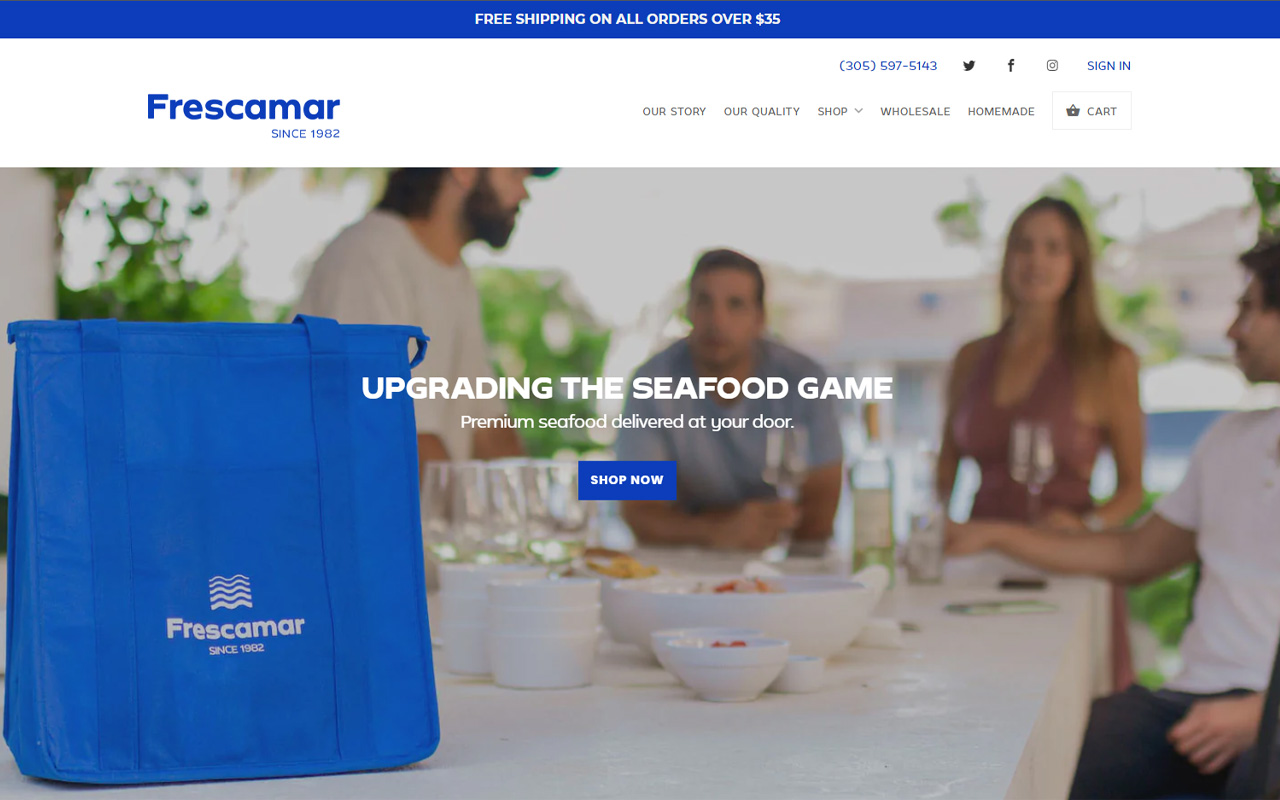 FREE SHIPPING ON ALL ORDERS OVER $35
(305) 597-5143
SIGN IN
Frescamar
SINCE 1982
OUR STORY
OUR QUALITY
SHOP
WHOLESALE
HOMEMADE
CART
UPGRADING THE SEAFOOD GAME
Premium seafood delivered at your door.
SHOP NOW
Frescamar
SINCE 1982